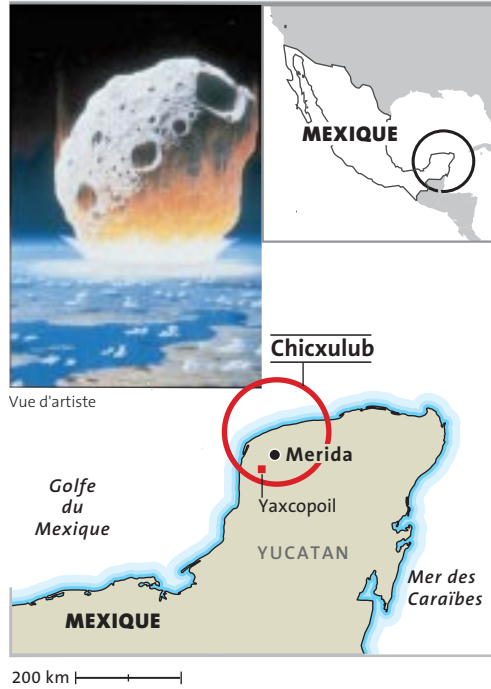 MEXIQUE
Vue d'artiste
Chicxulub
Merida
Yaxcopoil
Golfe
du
Mexique
YUCATAN
Mer des
Caraïbes
MEXIQUE
200 km